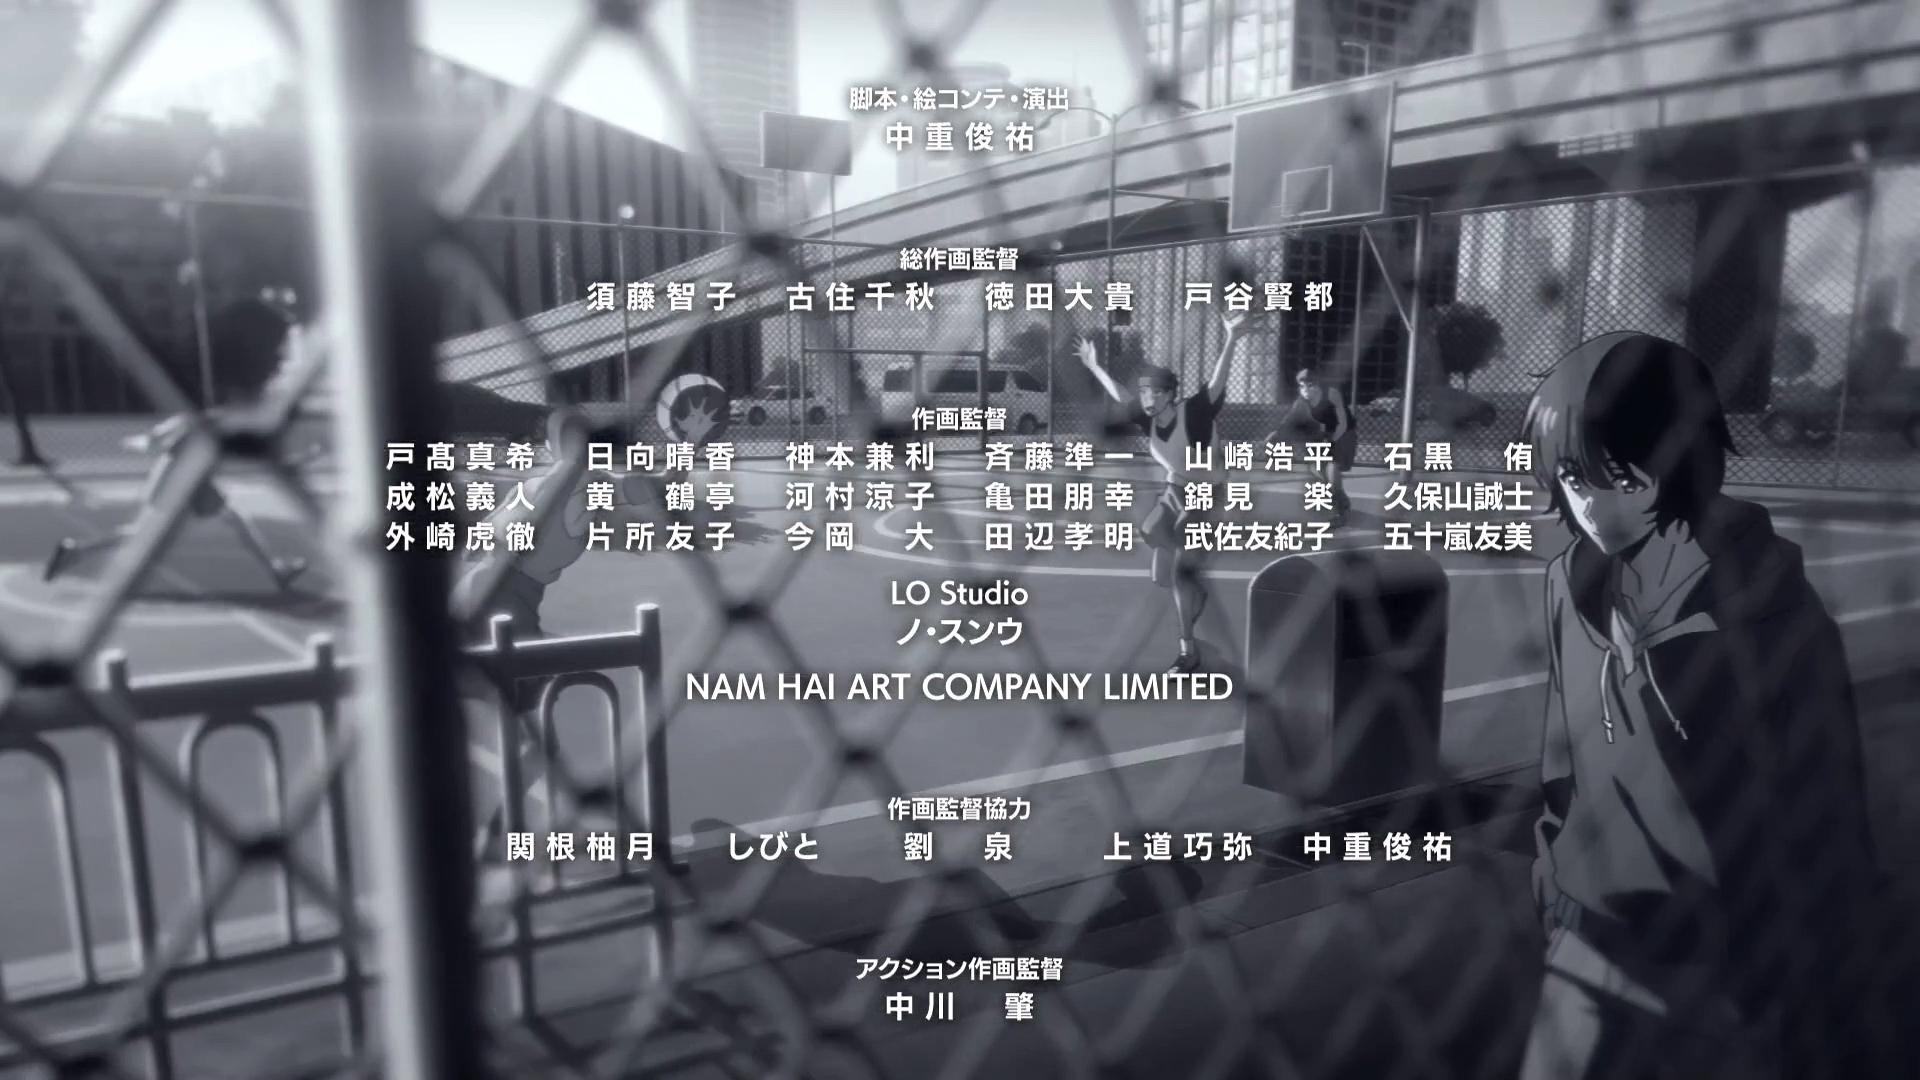 脚本・絵コンテ・演出
中重俊祐
総作画監督
須藤智子 古住千秋 徳田大貴 戸谷賢都
作画監督
戸髙真希 日向晴香 神本兼利 斉藤準一 山崎浩平 石黒侑
成松義人 黄鶴亭 河村涼子 亀田朋幸 錦見楽 久保山誠士
外崎虎徹 片所友子 今岡大 田辺孝明 武佐友紀子 五十嵐友美
LO Studio
ノ・スンウ
NAM HAI ART COMPANY LIMITED
作画監督協力
関根柚月 しびと 劉泉 上道巧弥 中重俊祐
アクション作画監督
中川肇